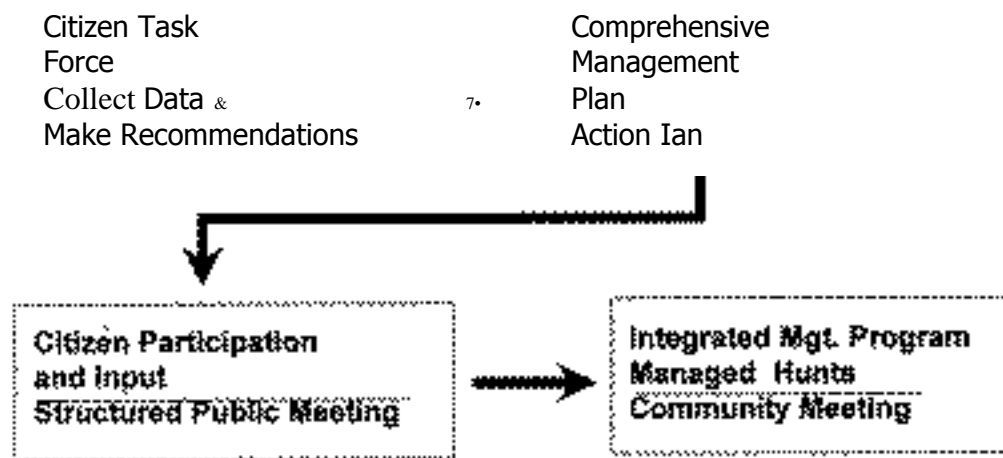 Citizen Task
Force
Collect Data &
Make Recommendations
7•
Comprehensive
Management
Plan
Action Ian
Citizen Participation
and Input
Structured Public Meeting
Integrated Mgt. Program
Managed Hunts
Community Meeting